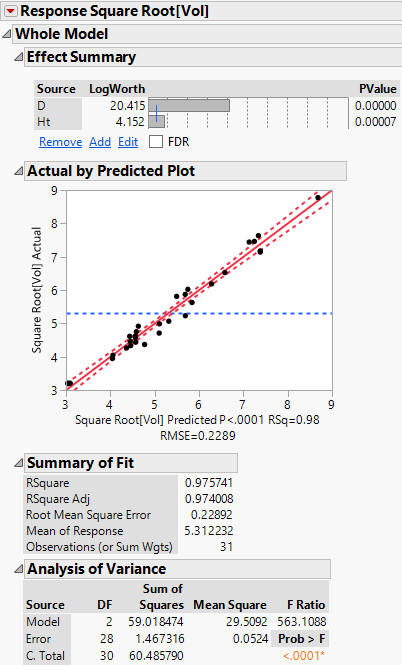 Response Square Root[Vol]
Whole Model
Effect Summary
Source LogWorth PValue
D 20.415 0.00000
Ht 4.152 0.00007
Remove Add Edit FDR
Actual by Predicted Plot
Square Root[Vol] Actual
9
8
7
6
5
4
3
3 4 5 6 7 8 9
Square Root[Vol] Predicted P<.0001 RSq=0.98
RMSE=0.2289
Summary of Fit
RSquare 0.975741
RSquare Adj 0.974008
Root Mean Square Error 0.22892
Mean of Response 5.312232
Observations (or Sum Wgts) 31
Analysis of Variance
Sum of
Source DF Squares Mean Square F Ratio
Model 2 59.018474 29.5092 563.1088
Error 28 1.467316 0.0524 Prob > F
C. Total 30 60.485790 <.0001*